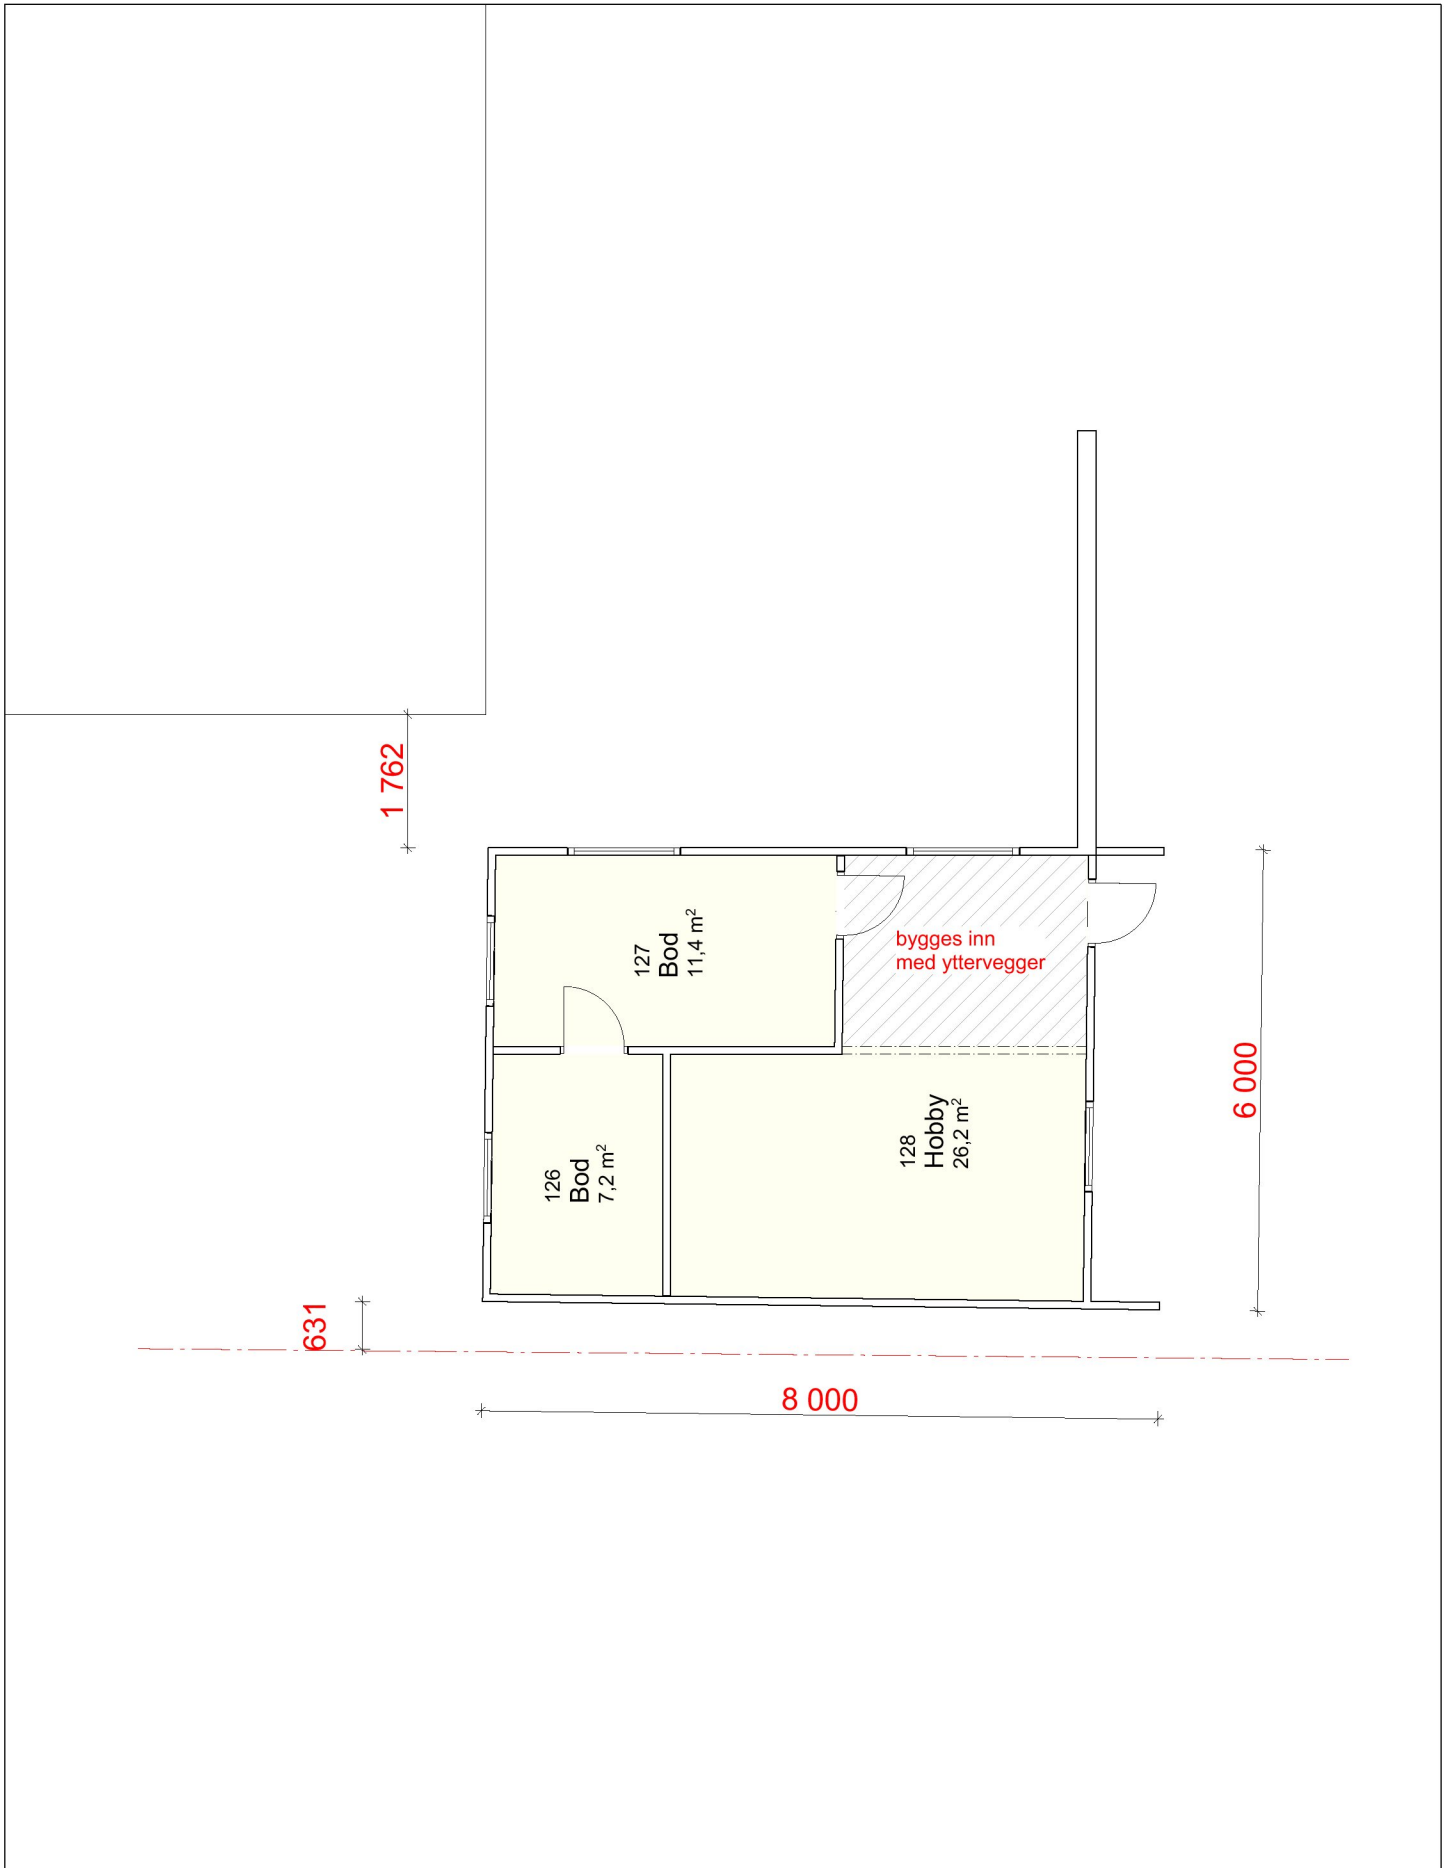 1 762
127
Bod
11,4 m²
bygges inn
med yttervegger
6 000
128
Hobby
26,2 m²
126
Bod
7,2 m²
631
8 000